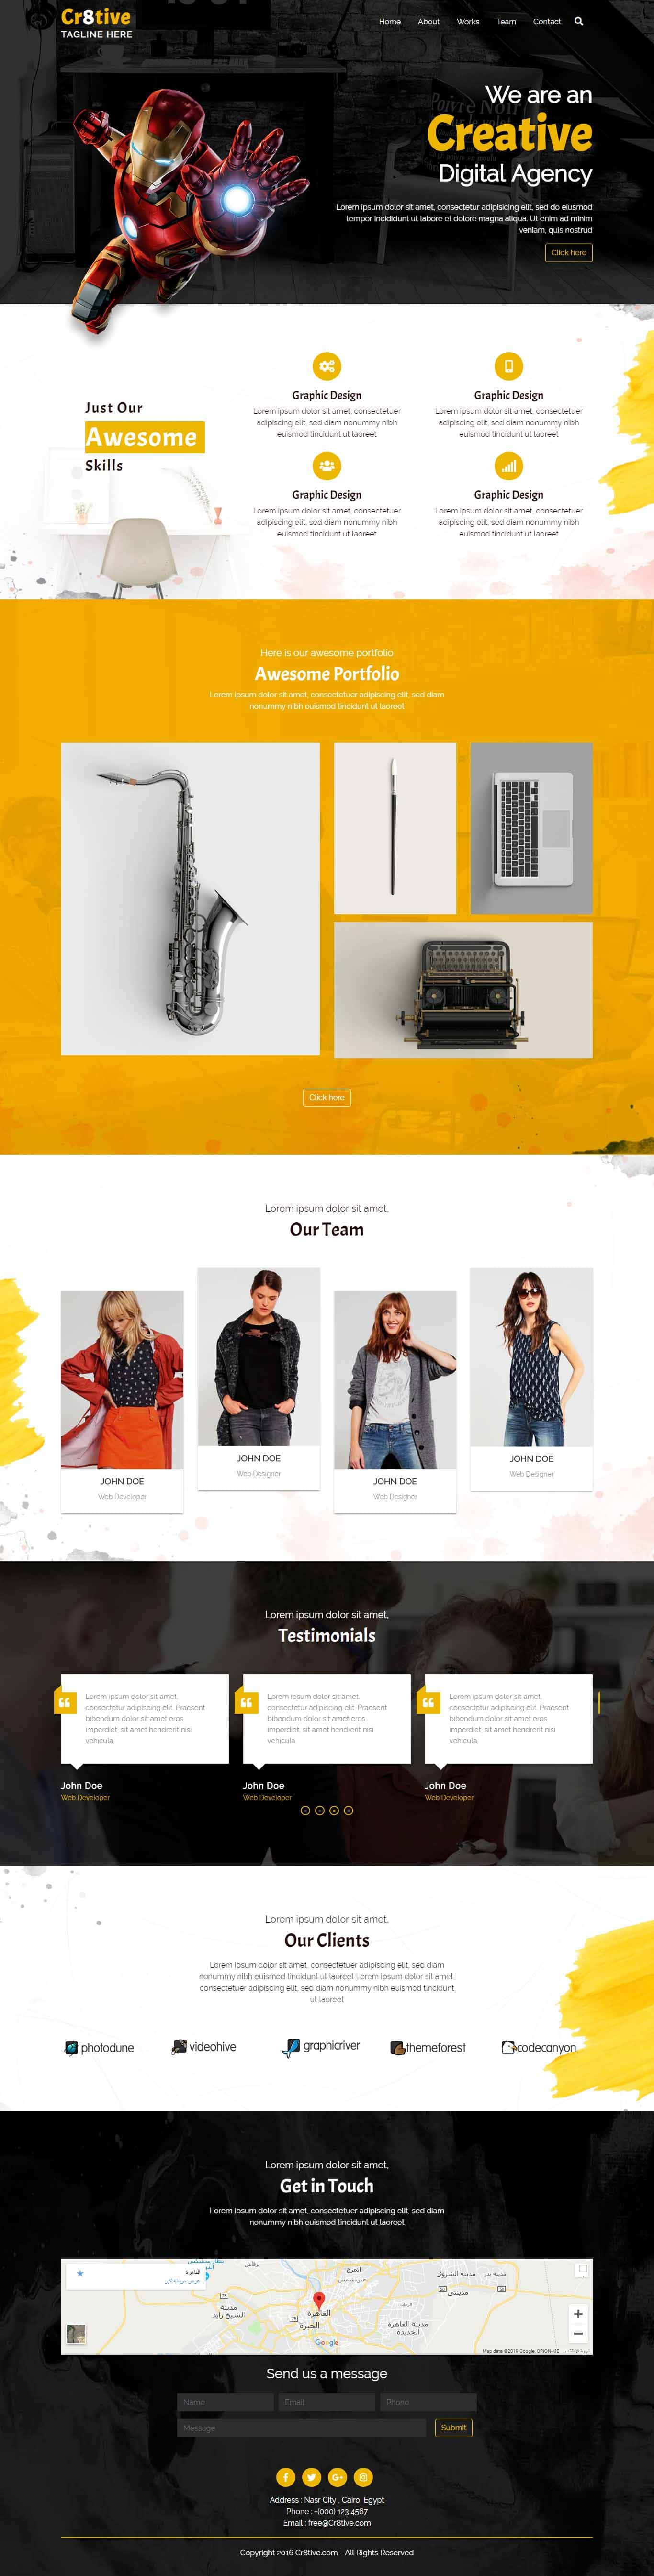 Cr8tive
TAGLINE HERE
Home About Works Team Contact
We are an
Creative
Digital Agency
Lorem ipsum dolor sit amet, consectetur adipisicing elit, sed do eiusmod
tempor incididunt ut labore et dolore magna aliqua. Ut enim ad minim
veniam, quis nostrud
Click here
Just Our
Awesome
Skills
Graphic Design
Lorem ipsum dolor sit amet, consectetuer
adipiscing elit, sed diam nonummy nibh
euismod tincidunt ut laoreet
Graphic Design
Lorem ipsum dolor sit amet, consectetuer
adipiscing elit, sed diam nonummy nibh
euismod tincidunt ut laoreet
Graphic Design
Lorem ipsum dolor sit amet, consectetuer
adipiscing elit, sed diam nonummy nibh
euismod tincidunt ut laoreet
Graphic Design
Lorem ipsum dolor sit amet, consectetuer
adipiscing elit, sed diam nonummy nibh
euismod tincidunt ut laoreet
Here is our awesome portfolio
Awesome Portfolio
Lorem ipsum dolor sit amet, consectetuer adipiscing elit, sed diam
nonummy nibh euismod tincidunt ut laoreet
Click here
Lorem ipsum dolor sit amet,
Our Team
JOHN DOE
Web Developer
JOHN DOE
Web Designer
JOHN DOE
Web Designer
JOHN DOE
Web Designer
Lorem ipsum dolor sit amet,
Testimonials
Lorem ipsum dolor sit amet,
consectetur adipiscing elit. Praesent
bibendum dolor sit amet eros
imperdiet, sit amet hendrerit nisi
vehicula.
John Doe
Web Developer
Lorem ipsum dolor sit amet,
consectetur adipiscing elit. Praesent
bibendum dolor sit amet eros
imperdiet, sit amet hendrerit nisi
vehicula.
John Doe
Web Developer
Lorem ipsum dolor sit amet,
consectetur adipiscing elit. Praesent
bibendum dolor sit amet eros
imperdiet, sit amet hendrerit nisi
vehicula.
John Doe
Web Developer
Lorem ipsum dolor sit amet,
Our Clients
Lorem ipsum dolor sit amet, consectetuer adipiscing elit, sed diam
nonummy nibh euismod tincidunt ut laoreet Lorem ipsum dolor sit amet,
consectetuer adipiscing elit, sed diam nonummy nibh euismod tincidunt
ut laoreet
photodune videohive graphicriver themeforest codecanyon
Lorem ipsum dolor sit amet,
Get in Touch
Lorem ipsum dolor sit amet, consectetuer adipiscing elit, sed diam
nonummy nibh euismod tincidunt ut laoreet
القاهرة
المرج
عين شمس
مدينة الشروق
مدينة بدر
مدينتي
مدينة
الشيخ زايد
القاهرة
الجيزة
مدينة القاهرة
الجديدة
Google
Map data ©2019 Google, ORION-ME
Send us a message
Name Email Phone
Message Submit
Address : Nasr City , Cairo, Egypt
Phone : +(000) 123 4567
Email : free@Cr8tive.com
Copyright 2016 Cr8tive.com - All Rights Reserved